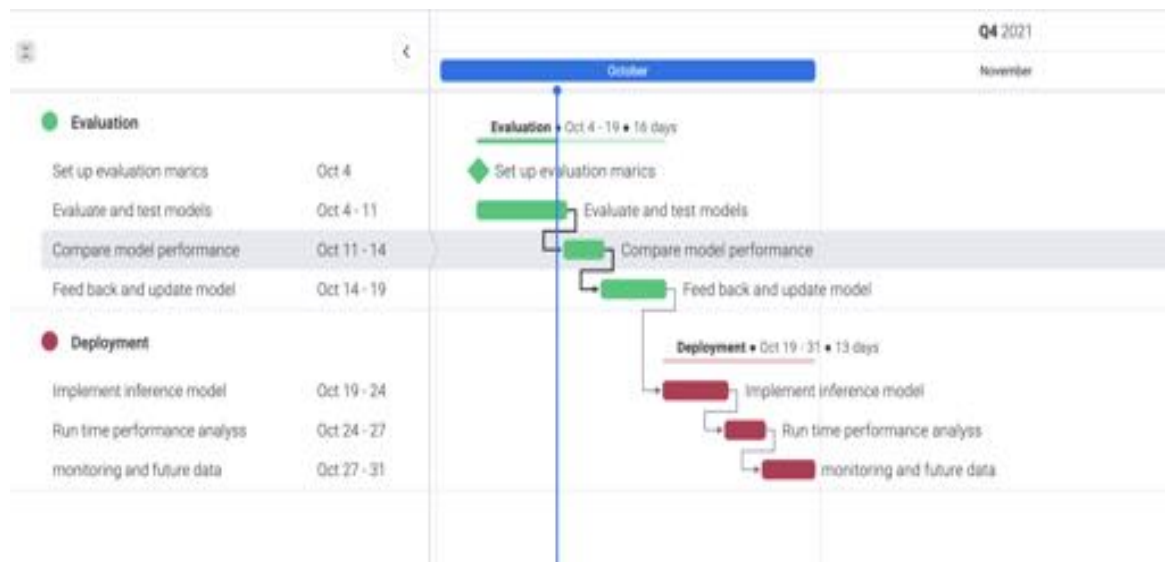 Q4 2021
October
November
Evaluation
Evaluation • Oct 4 - 19 • 16 days
Set up evaluation marics Oct 4
Set up evaluation marics
Evaluate and test models Oct 4 - 11
Evaluate and test models
Compare model performance Oct 11 - 14
Compare model performance
Feed back and update model Oct 14 - 19
Feed back and update model
Deployment
Deployment • Oct 19 - 31 • 13 days
Implement inference model Oct 19 - 24
Implement inference model
Run time performance analyss Oct 24 - 27
Run time performance analyss
monitoring and future data Oct 27 - 31
monitoring and future data